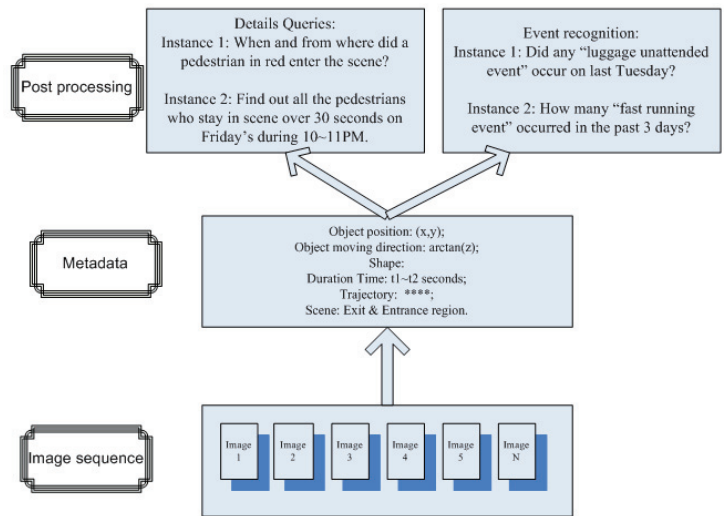 Details Queries:
Instance 1: When and from where did a
pedestrian in red enter the scene?
Instance 2: Find out all the pedestrians
who stay in scene over 30 seconds on
Friday's during 10~11PM.
Event recognition:
Instance 1: Did any “luggage unattended
event” occur on last Tuesday?
Instance 2: How many “fast running
event” occurred in the past 3 days?
Post processing
Object position: (x,y);
Object moving direction: arctan(z);
Shape:
Duration Time: t1~t2 seconds;
Trajectory: ****;
Scene: Exit & Entrance region.
Metadata
Image sequence
Image
1
Image
2
Image
3
Image
4
Image
5
Image
N